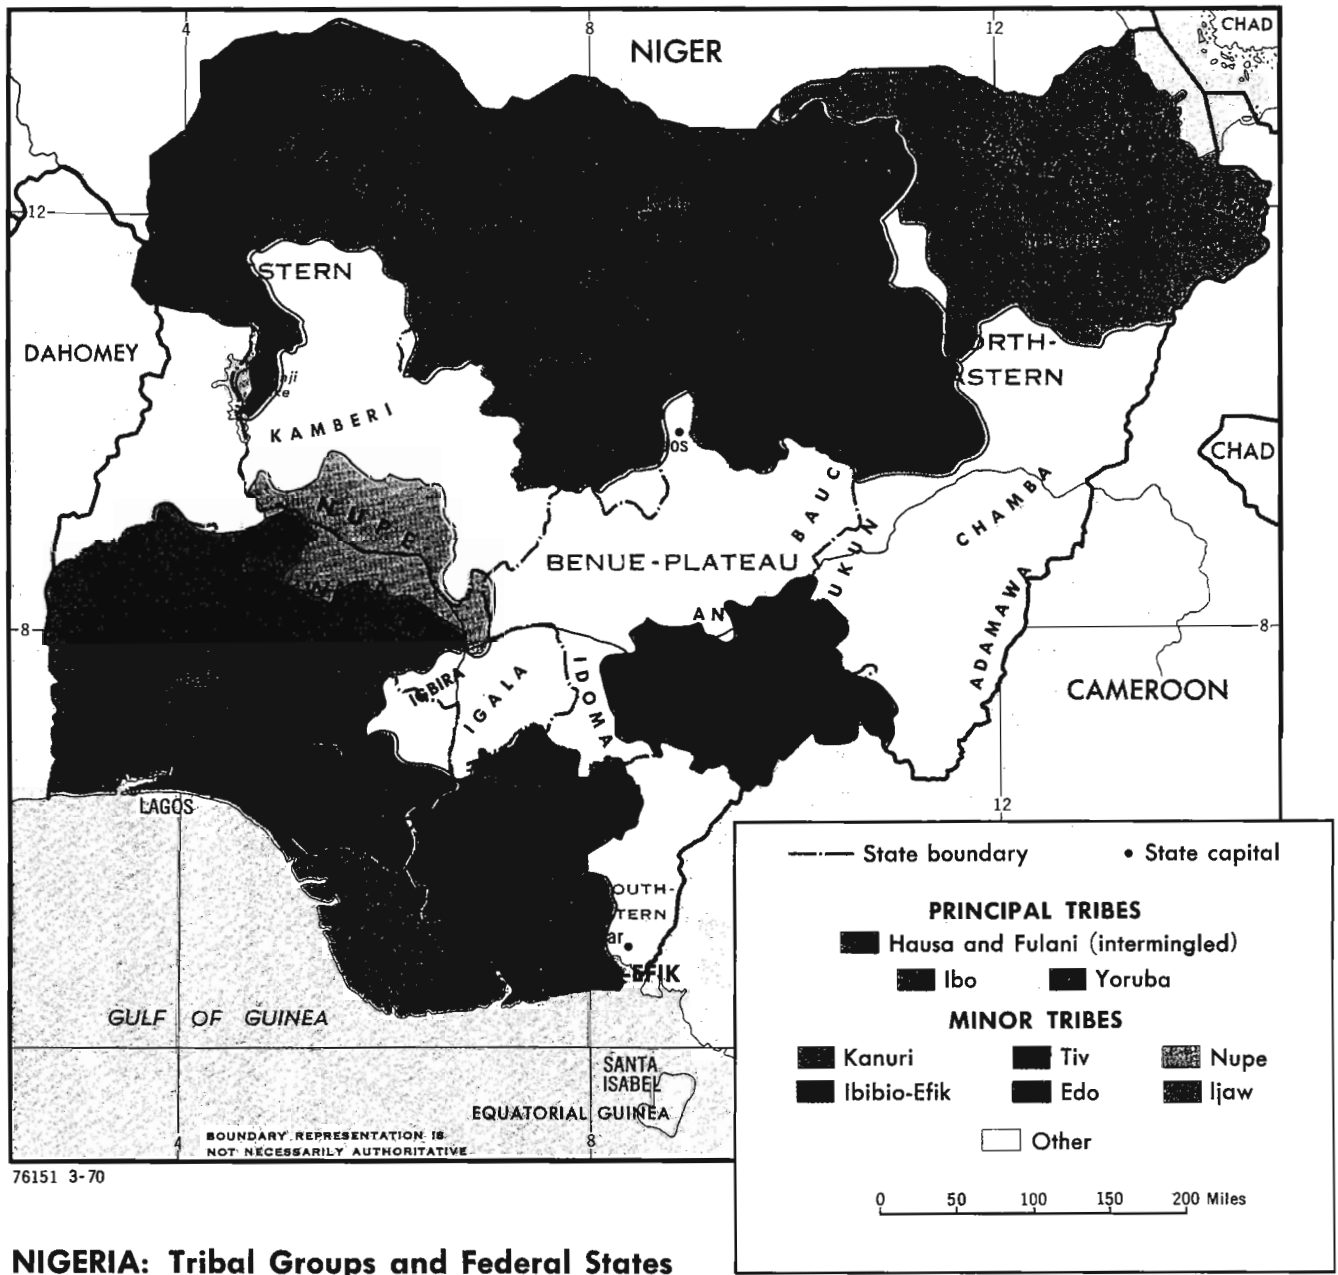 4
8
12
CHAD
NIGER
12
STERN
DAHOMEY
ORTH-
ASTERN
KAMBERI
OS
CHAD
BAUC
CHAMBA
NUPE
UKUN
BENUE-PLATEAU
AN
ADAMAWA
8
8
IGBIRA
IGALA
IDOMA
CAMEROON
LAGOS
12
OUTH-
TERN
ar
-EFIK
GULF OF GUINEA
SANTA
ISABEL
EQUATORIAL GUINEA
4
8
BOUNDARY REPRESENTATION IS
NOT NECESSARILY AUTHORITATIVE
State boundary
State capital
PRINCIPAL TRIBES
Hausa and Fulani (intermingled)
Ibo
Yoruba
MINOR TRIBES
Kanuri
Tiv
Nupe
Ibibio-Efik
Edo
Ijaw
Other
0 50 100 150 200 Miles
76151 3-70
NIGERIA: Tribal Groups and Federal States